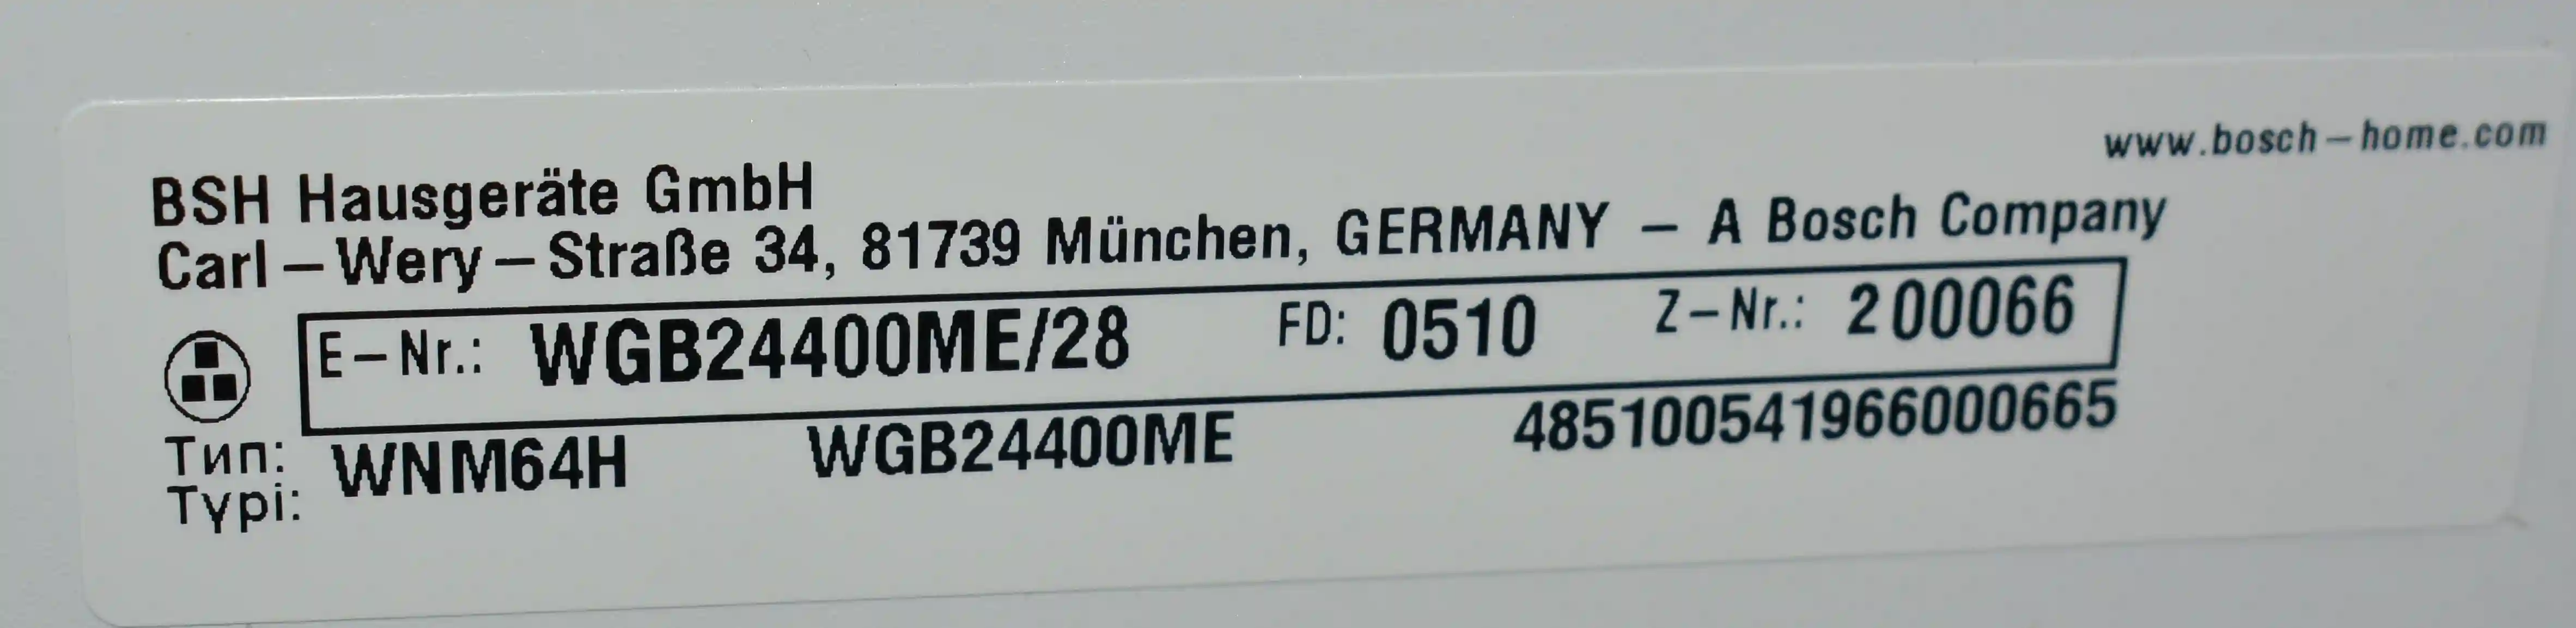 www.bosch-home.com
BSH Hausgeräte GmbH
Carl-Wery-Straße 34, 81739 München, GERMANY - A Bosch Company
E-Nr.: WGB24400ME/28 FD: 0510 Z-Nr.: 200066
Тип: WNM64H WGB24400ME 485100541966000665
Typi: